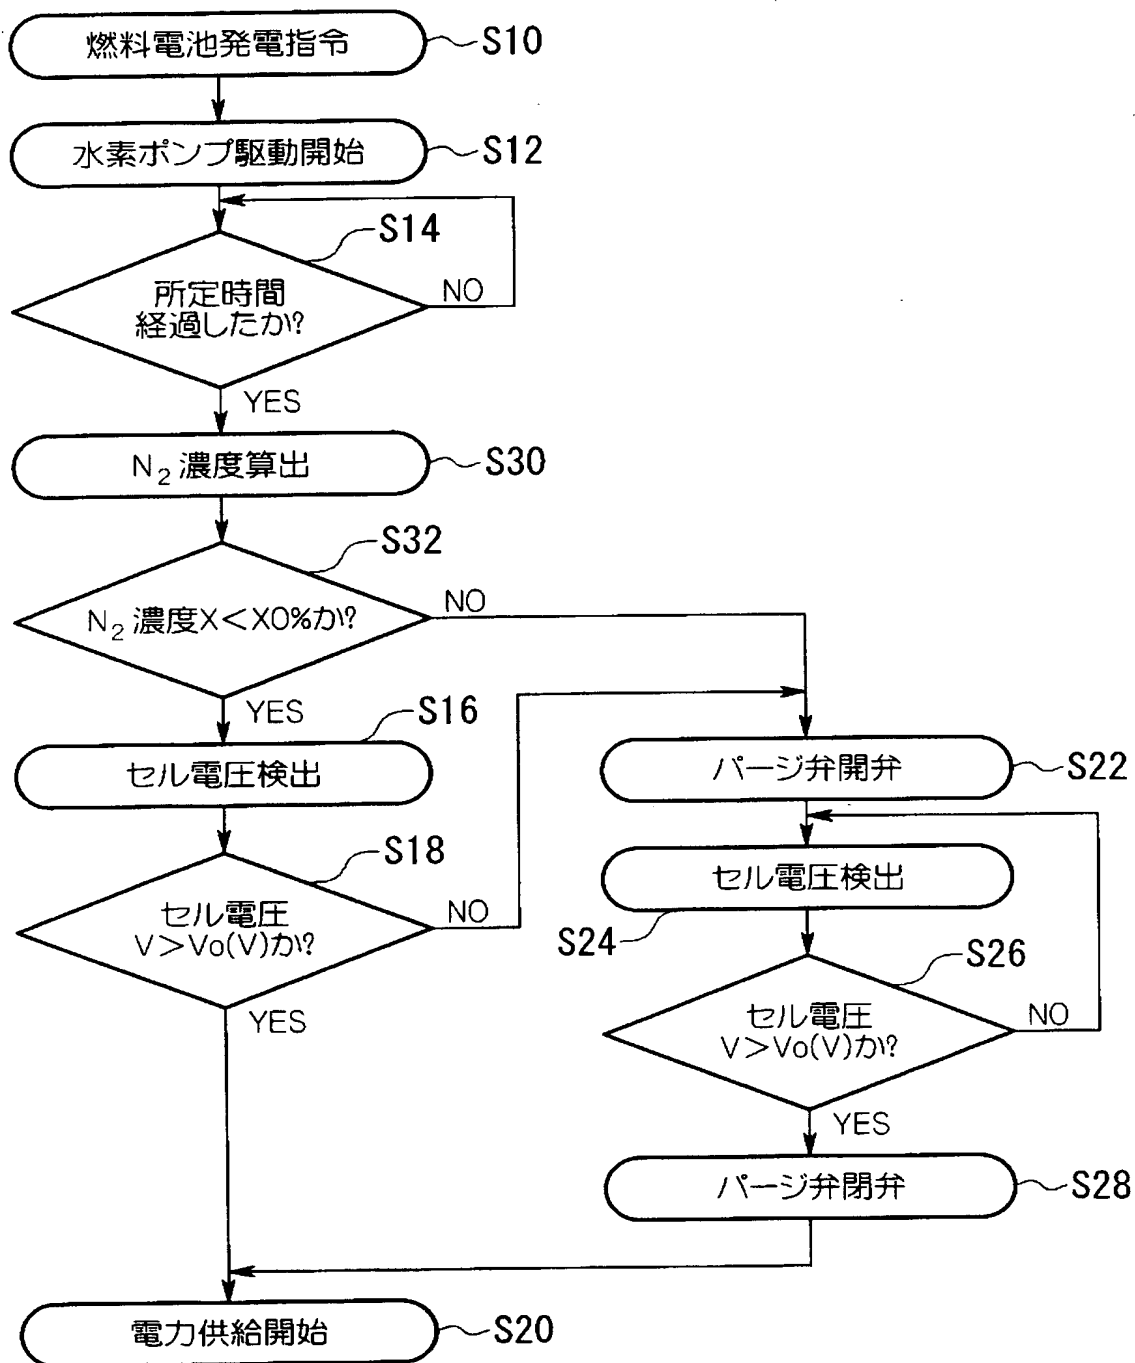 燃料電池発電指令 S10
水素ポンプ駆動開始 S12
S14
所定時間
経過したか?
NO
YES
N₂濃度算出 S30
S32
N₂濃度X<X0%か?
NO
YES
S16
セル電圧検出
S18
セル電圧
V>Vo(V)か?
NO
YES
パージ弁開弁 S22
セル電圧検出
S24
S26
セル電圧
V>Vo(V)か?
NO
YES
パージ弁閉弁 S28
電力供給開始 S20